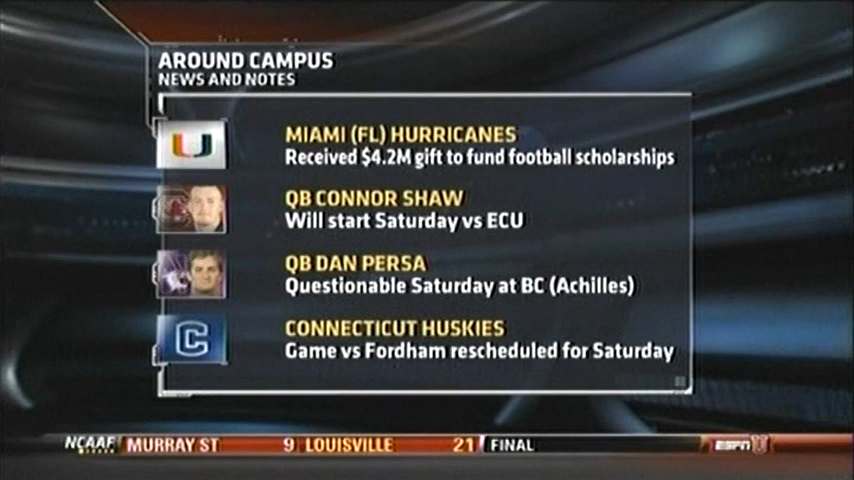 AROUND CAMPUS
NEWS AND NOTES
MIAMI (FL) HURRICANES
Received $4.2M gift to fund football scholarships
QB CONNOR SHAW
Will start Saturday vs ECU
QB DAN PERSA
Questionable Saturday at BC (Achilles)
CONNECTICUT HUSKIES
Game vs Fordham rescheduled for Saturday
NCAAF MURRAY ST 9 LOUISVILLE 21 FINAL ESPNU